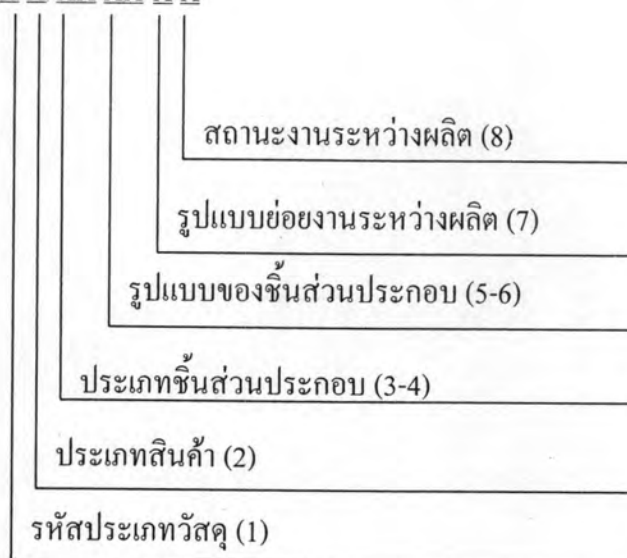 สถานะงานระหว่างผลิต (8)
รูปแบบย่อยงานระหว่างผลิต (7)
รูปแบบของชิ้นส่วนประกอบ (5-6)
ประเภทชิ้นส่วนประกอบ (3-4)
ประเภทสินค้า (2)
รหัสประเภทวัสดุ (1)